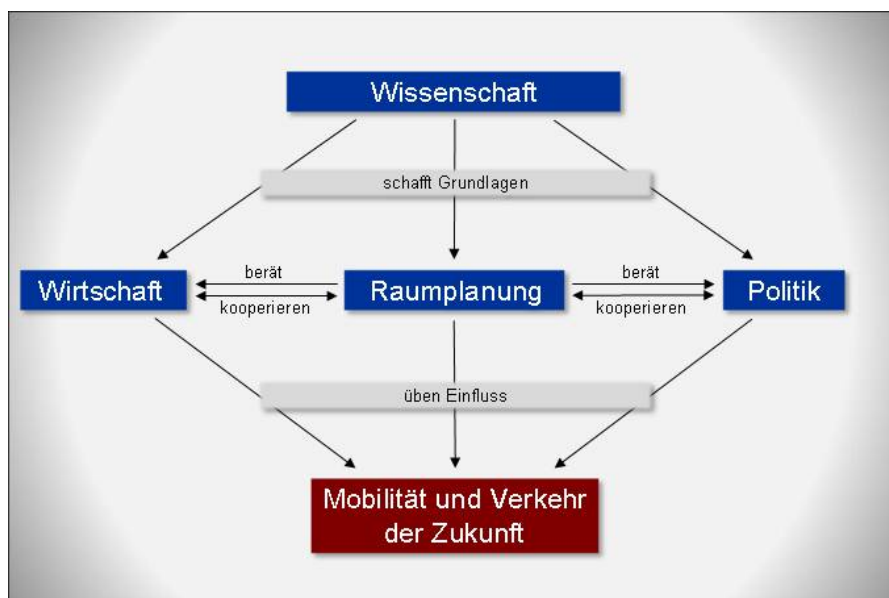 Wissenschaft
schafft Grundlagen
Wirtschaft
berät
kooperieren
Raumplanung
berät
kooperieren
Politik
üben Einfluss
Mobilität und Verkehr
der Zukunft